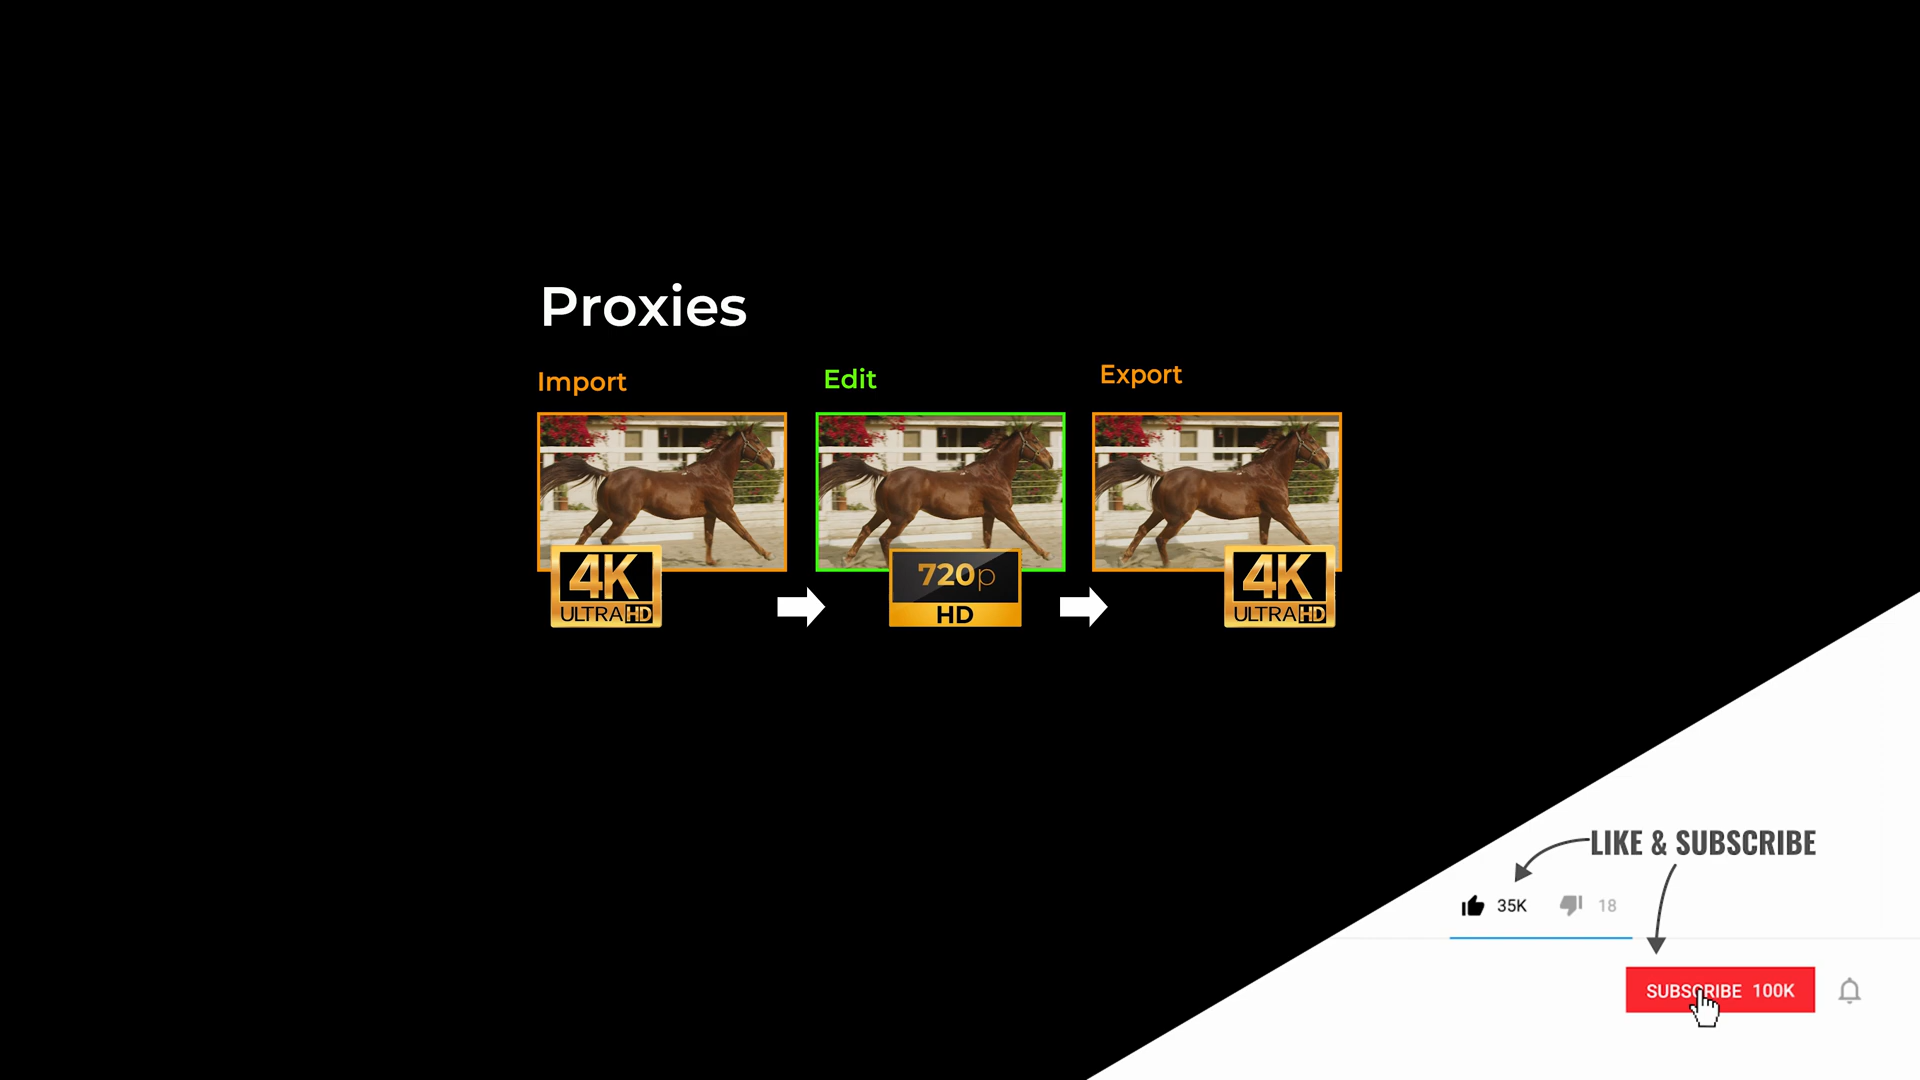 Proxies
Import
Edit
Export
4K
ULTRA HD
720p
HD
4K
ULTRA HD
LIKE & SUBSCRIBE
35K
18
SUBSCRIBE 100K